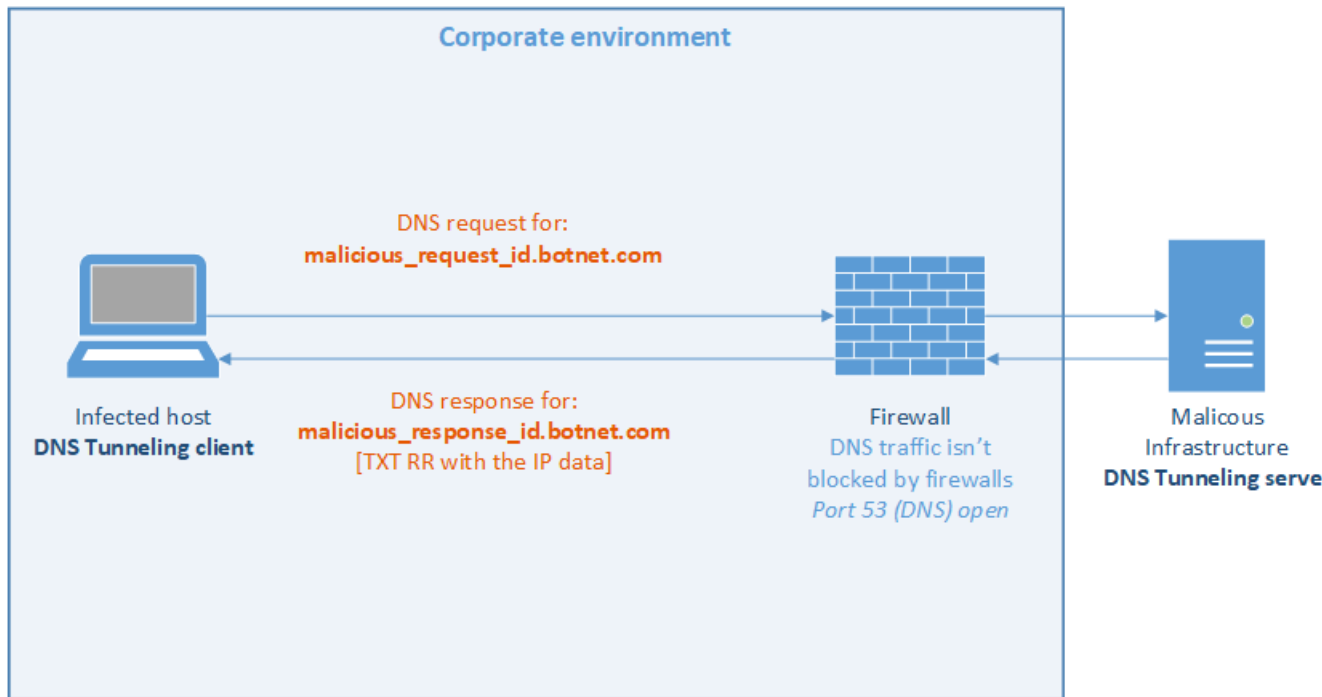 Corporate environment
DNS request for:
malicious_request_id.botnet.com
DNS response for:
malicious_response_id.botnet.com
[TXT RR with the IP data]
Infected host
DNS Tunneling client
Firewall
DNS traffic isn’t
blocked by firewalls
Port 53 (DNS) open
Malicous
Infrastructure
DNS Tunneling serve